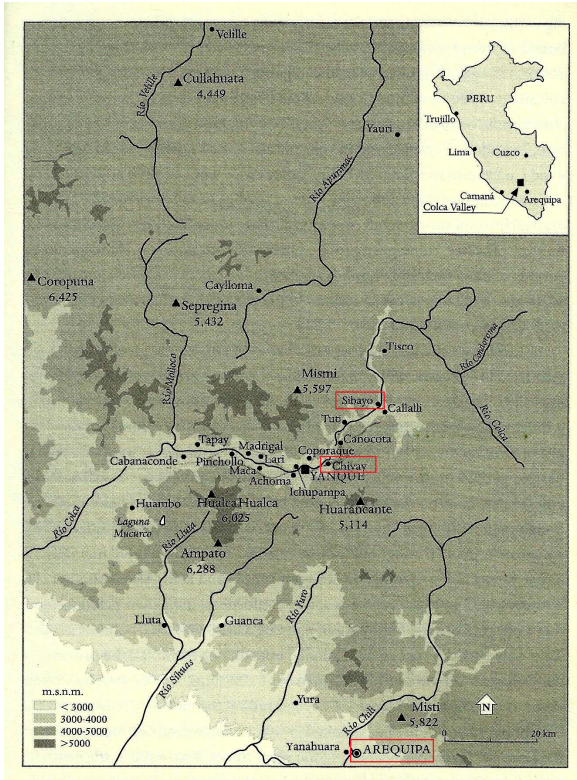 Velille
Cullahuata
4,449
Río Velille
Yauri
Río Apurimac
PERU
Trujillo
Lima
Cuzco
Camaná
Arequipa
Colca Valley
Coropuna
6,425
Caylloma
Sepregina
5,432
Tisco
Río Condoroma
Río Colca
Mismi
5,597
Río Molloco
Sibayo
Callalli
Tuti
Canocota
Tapay
Madrigal
Coporaque
Cabanaconde
Pinchollo
Lari
Chivay
Maca
YANQUE
Achoma
Ichupampa
Río Colca
Huambo
Hualca Hualca
6,025
Huarancante
5,114
Laguna
Mucurco
Río Lluta
Ampato
6,288
Lluta
Guanca
Río Yuro
Río Sihuas
m.s.n.m.
< 3000
3000-4000
4000-5000
>5000
Yura
Río Chili
Misti
5,822
N
0
20 km
Yanahuara
AREQUIPA